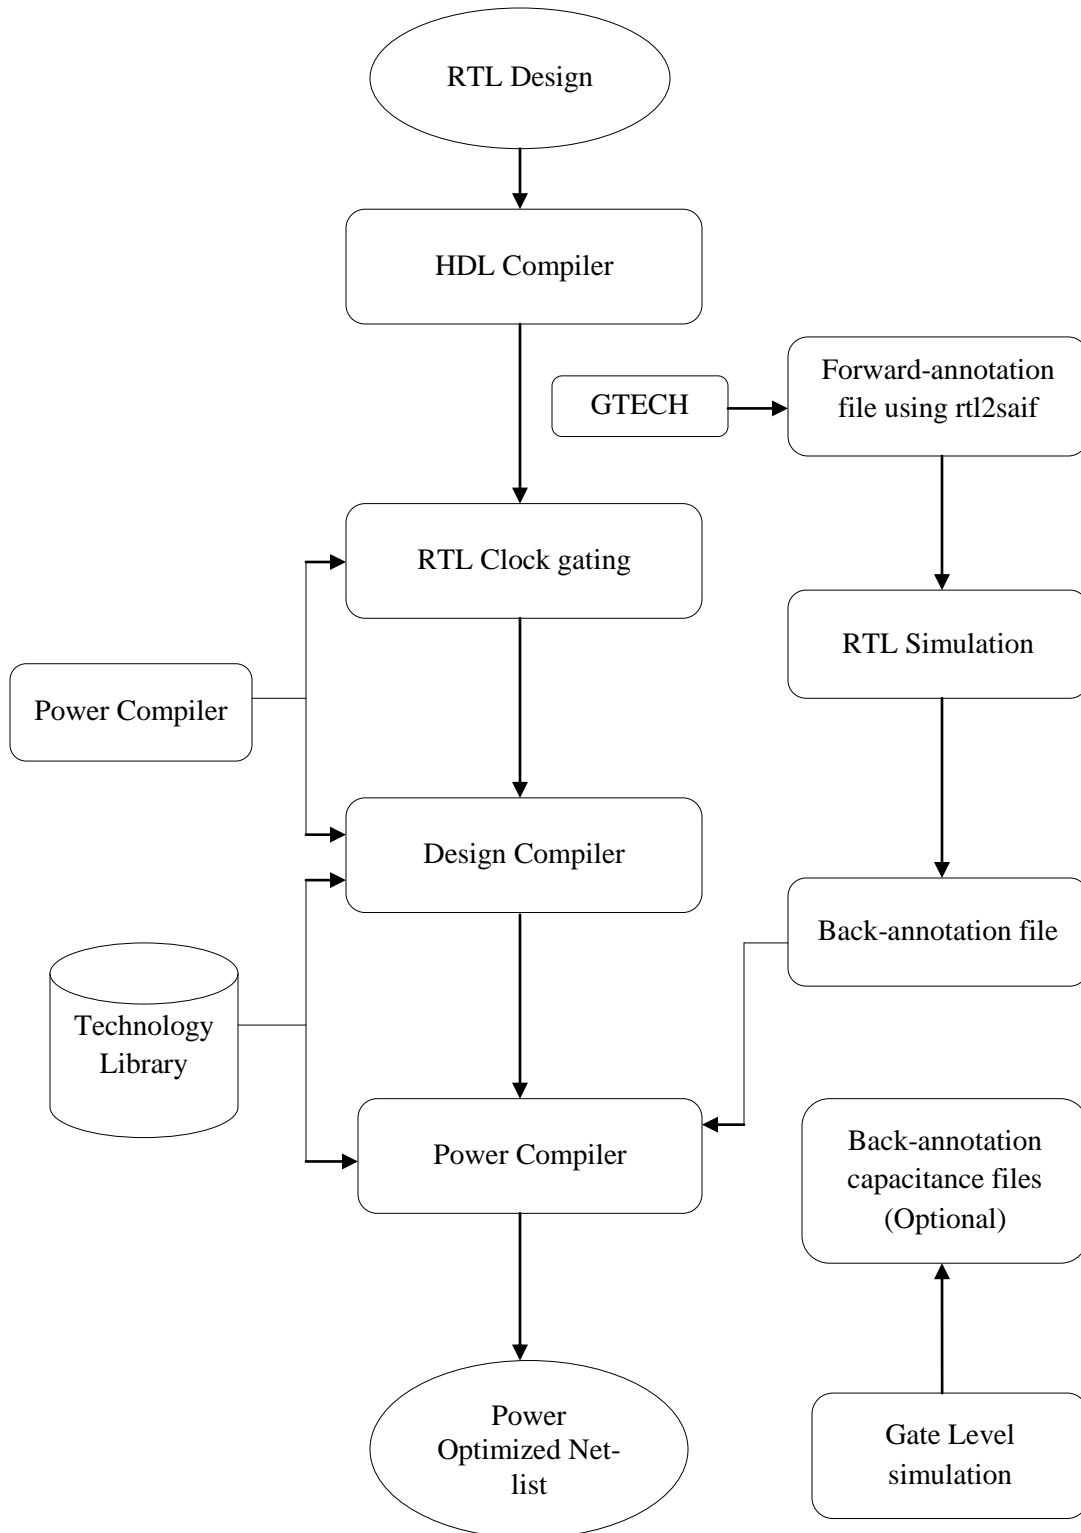 RTL Design
HDL Compiler
GTECH
Forward-annotation
file using rtl2saif
RTL Clock gating
RTL Simulation
Power Compiler
Design Compiler
Back-annotation file
Technology
Library
Power Compiler
Back-annotation
capacitance files
(Optional)
Power
Optimized Net-
list
Gate Level
simulation